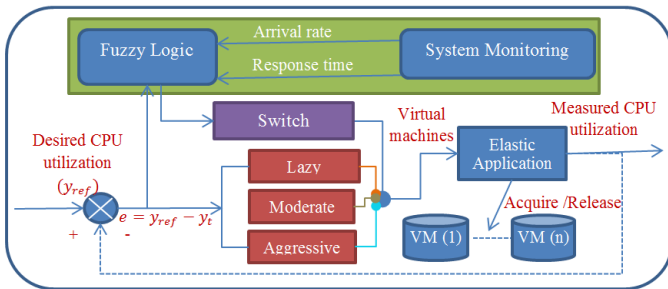 Fuzzy Logic
Arrival rate
Response time
System Monitoring
Switch
Virtual
machines
Measured CPU
utilization
Desired CPU
utilization
(y_ref)
+
-
e = y_ref − y_t
Lazy
Moderate
Aggressive
Elastic
Application
Acquire /Release
VM (1)
VM (n)